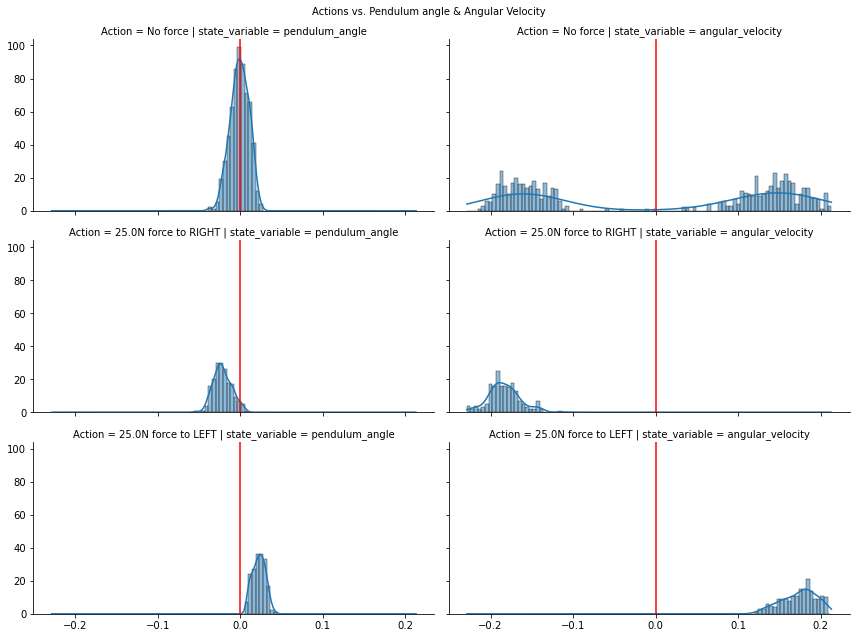 Actions vs. Pendulum angle & Angular Velocity
Action = No force | state_variable = pendulum_angle
Action = No force | state_variable = angular_velocity
100
80
60
40
20
0
Action = 25.0N force to RIGHT | state_variable = pendulum_angle
Action = 25.0N force to RIGHT | state_variable = angular_velocity
100
80
60
40
20
0
Action = 25.0N force to LEFT | state_variable = pendulum_angle
Action = 25.0N force to LEFT | state_variable = angular_velocity
100
80
60
40
20
0
−0.2 −0.1 0.0 0.1 0.2
−0.2 −0.1 0.0 0.1 0.2